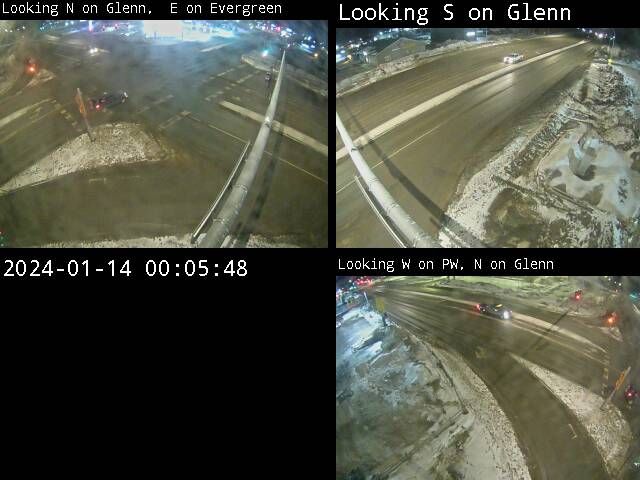 Looking N on Glenn,  E on Evergreen
Looking S on Glenn
2024-01-14 00:05:48
Looking W on PW, N on Glenn